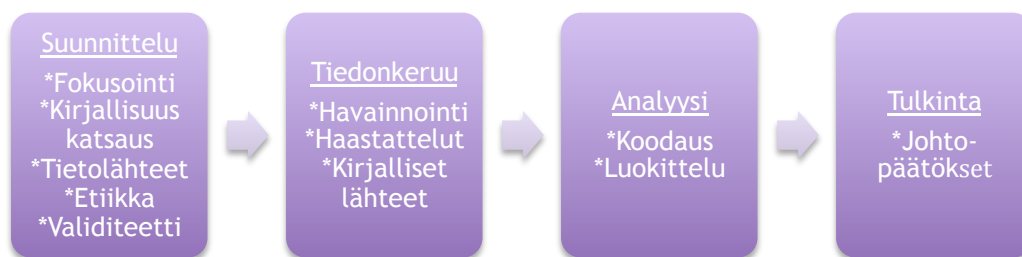 Suunnittelu
*Fokusointi
*Kirjallisuus
katsaus
*Tietolähteet
*Etiikka
*Validiteetti
Tiedonkeruu
*Havainnointi
*Haastattelut
*Kirjalliset
lähteet
Analyysi
*Koodaus
*Luokittelu
Tulkinta
*Johto-
päätökset